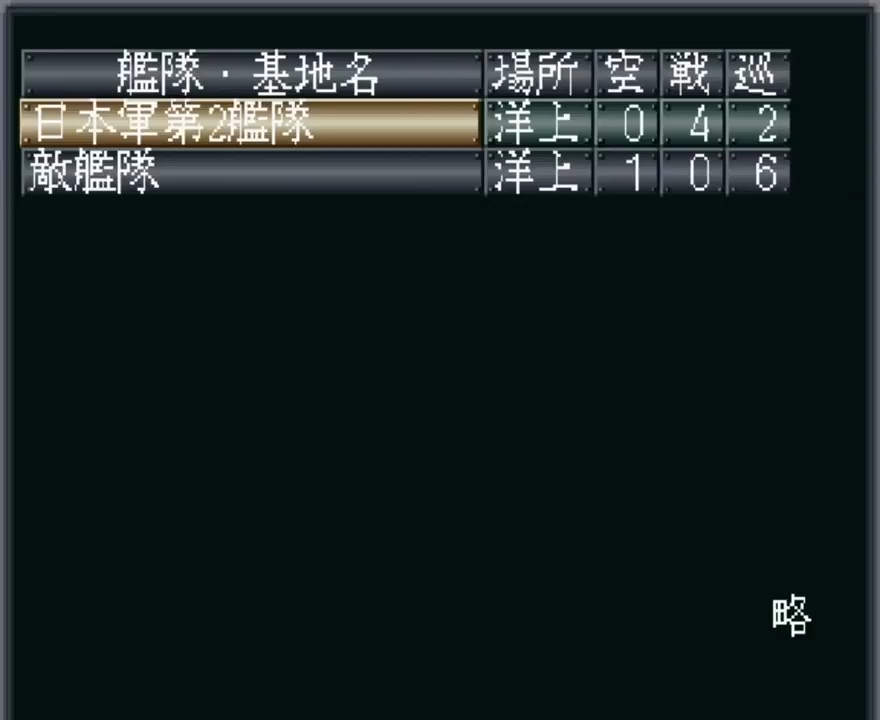 艦隊・基地名 場所 空 戦 巡
日本軍第2艦隊 洋上 0 4 2
敵艦隊 洋上 1 0 6
略